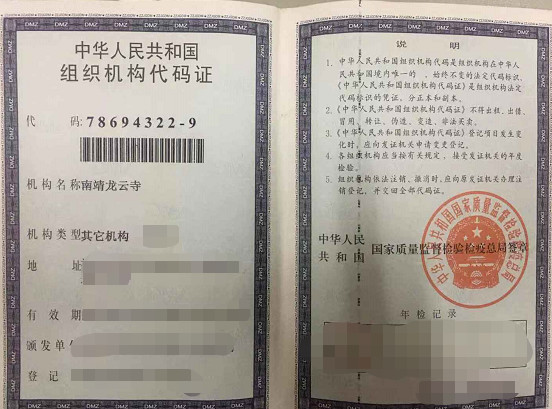 中华人民共和国
组织机构代码证
代 码:78694322-9
机构名称南靖龙云寺
机构类型其它机构
地 址
有 效 期
颁发单
登 记
说 明
1. 中华人民共和国组织机构代码是组织机构在中华人
民共和国境内唯一的、始终不变的法定代码标识，
《中华人民共和国组织机构代码证》是组织机构法定
代码标识的凭证，分正本和副本。
2. 《中华人民共和国组织机构代码证》不得出租、出借、
冒用、转让、伪造、变造、非法买卖。
3. 《中华人民共和国组织机构代码证》登记项目发生变
化时，应向发证机关申请变更登记。
4. 各组织机构应当按有关规定，接受发证机关的年度
检验。
5. 组织机构依法注销、撤消时，应向原发证机关办理注
销登记，并交回全部代码证。
中华人民
共 和 国 国家质量监督检验检疫总局签章
年检记录